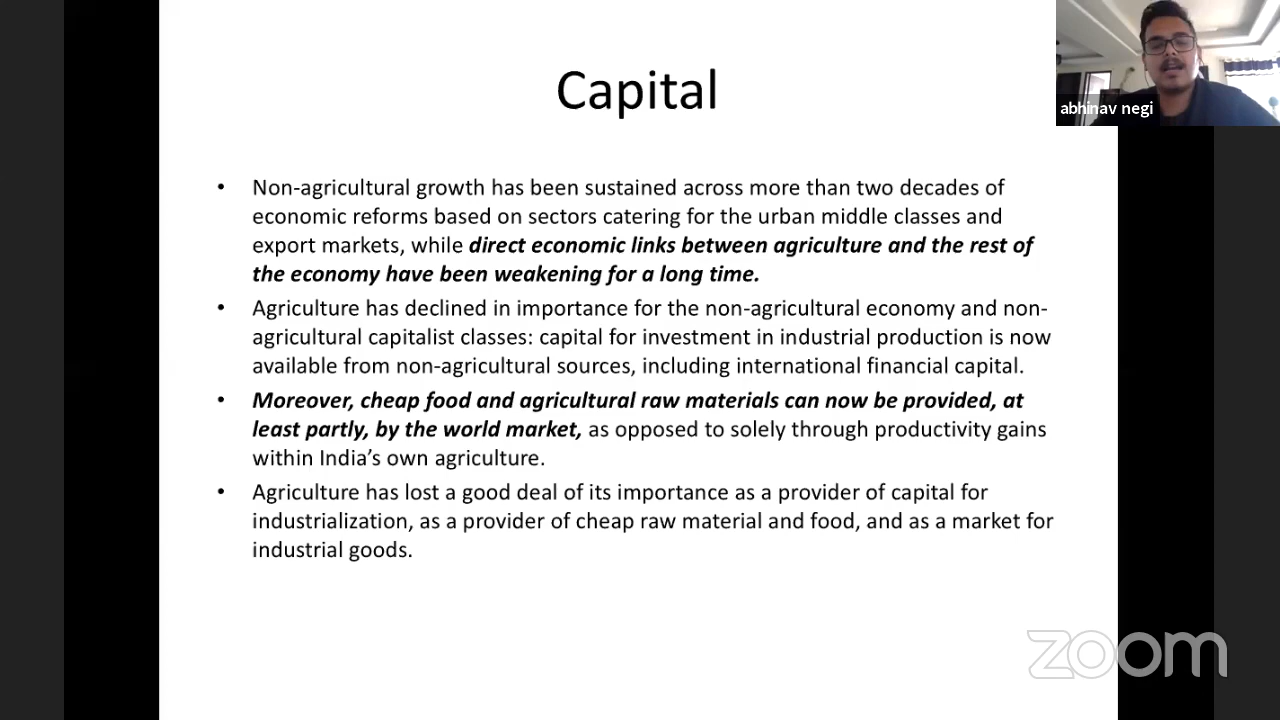 Capital
abhinav negi
• Non-agricultural growth has been sustained across more than two decades of
economic reforms based on sectors catering for the urban middle classes and
export markets, while direct economic links between agriculture and the rest of
the economy have been weakening for a long time.
• Agriculture has declined in importance for the non-agricultural economy and non-
agricultural capitalist classes: capital for investment in industrial production is now
available from non-agricultural sources, including international financial capital.
• Moreover, cheap food and agricultural raw materials can now be provided, at
least partly, by the world market, as opposed to solely through productivity gains
within India's own agriculture.
• Agriculture has lost a good deal of its importance as a provider of capital for
industrialization, as a provider of cheap raw material and food, and as a market for
industrial goods.
zoom